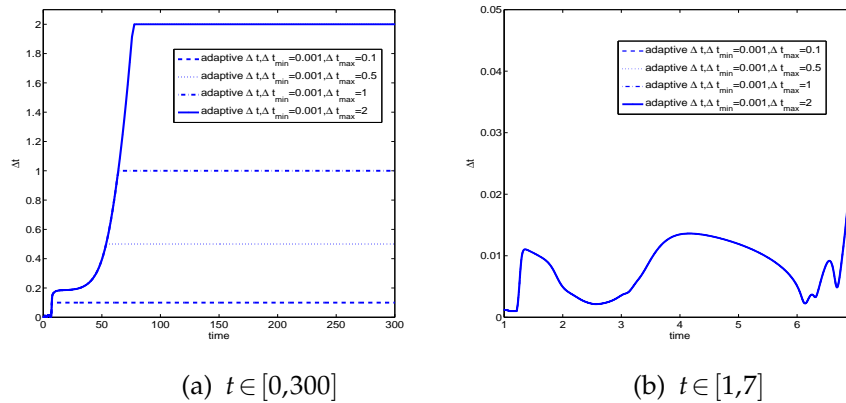 2
1.8
1.6
1.4
1.2
1
0.8
0.6
0.4
0.2
0
Δt
adaptive Δ t,Δ t_min=0.001,Δ t_max=0.1
adaptive Δ t,Δ t_min=0.001,Δ t_max=0.5
adaptive Δ t,Δ t_min=0.001,Δ t_max=1
adaptive Δ t,Δ t_min=0.001,Δ t_max=2
0 50 100 150 200 250 300
time
(a) t∈[0,300]
0.05
0.04
0.03
0.02
0.01
0
Δt
adaptive Δ t,Δ t_min=0.001,Δ t_max=0.1
adaptive Δ t,Δ t_min=0.001,Δ t_max=0.5
adaptive Δ t,Δ t_min=0.001,Δ t_max=1
adaptive Δ t,Δ t_min=0.001,Δ t_max=2
1 2 3 4 5 6
time
(b) t∈[1,7]